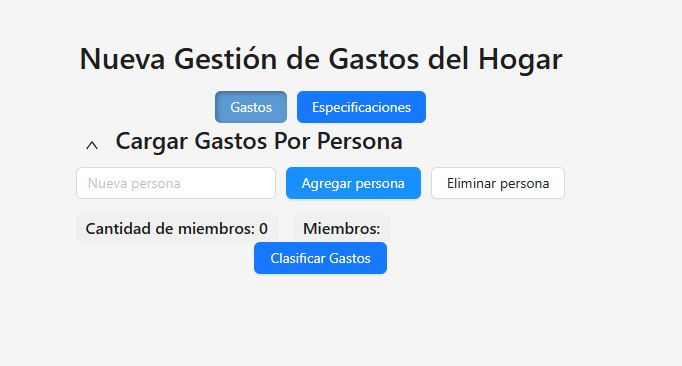 Nueva Gestión de Gastos del Hogar
Gastos Especificaciones
Cargar Gastos Por Persona
Nueva persona Agregar persona Eliminar persona
Cantidad de miembros: 0 Miembros:
Clasificar Gastos